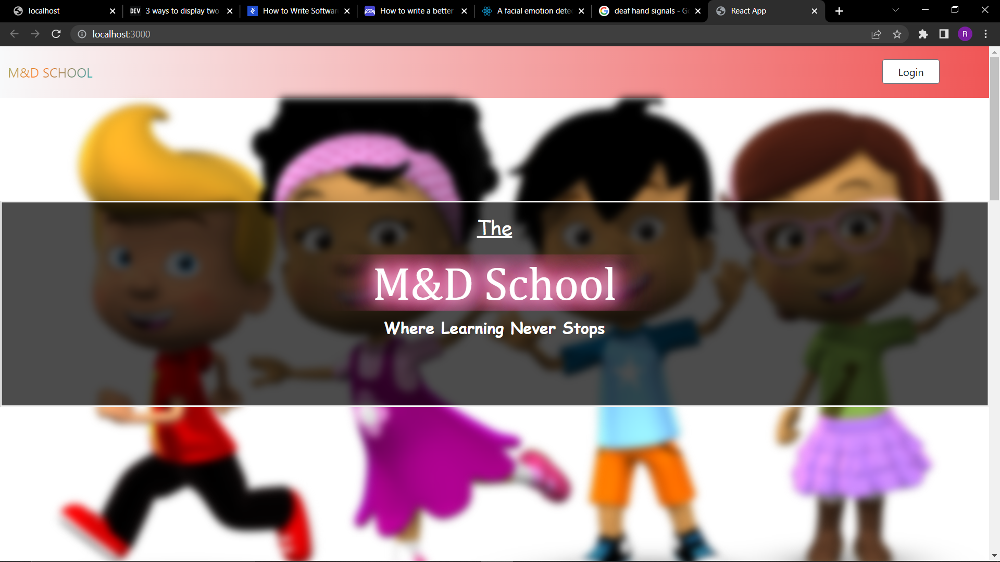 localhost
DEV 3 ways to display two
How to Write Softwar
How to write a better
A facial emotion dete
G deaf hand signals - G
React App
localhost:3000
R
M&D SCHOOL
Login
The
M&D School
Where Learning Never Stops